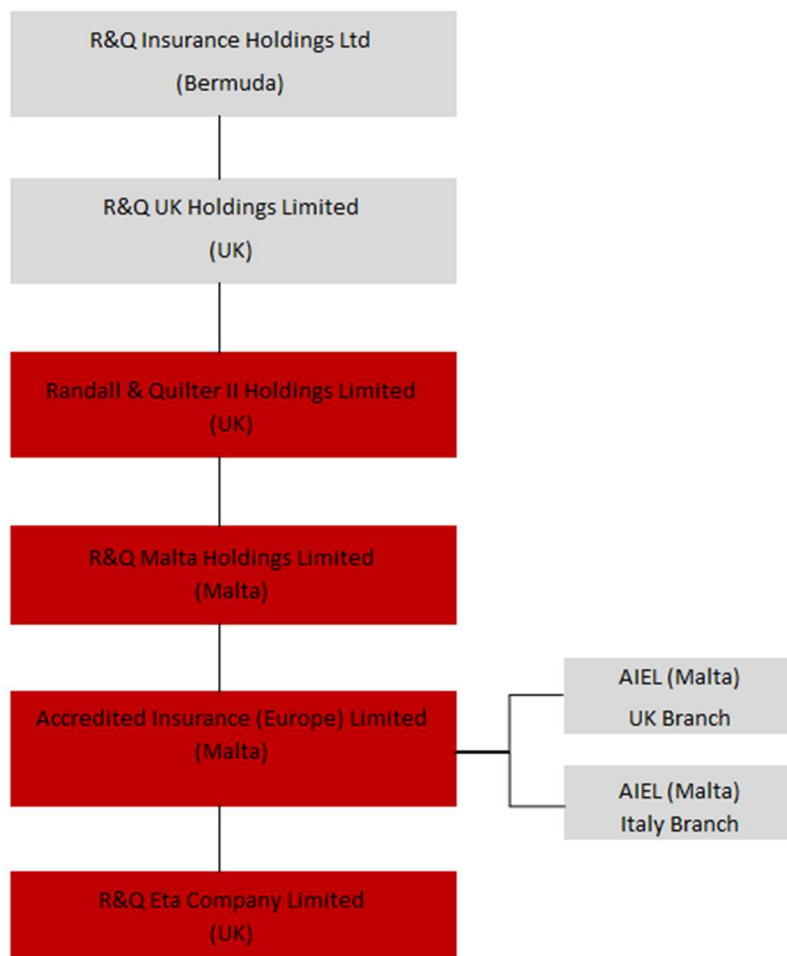 R&Q Insurance Holdings Ltd
(Bermuda)
R&Q UK Holdings Limited
(UK)
Randall & Quilter II Holdings Limited
(UK)
R&Q Malta Holdings Limited
(Malta)
Accredited Insurance (Europe) Limited
(Malta)
AIEL (Malta)
UK Branch
AIEL (Malta)
Italy Branch
R&Q Eta Company Limited
(UK)